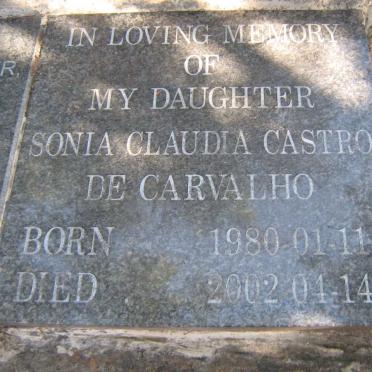 IN LOVING MEMORY
OF
MY DAUGHTER
SONIA CLAUDIA CASTRO
DE CARVALHO
BORN 1980-01-11
DIED 2002-04-14